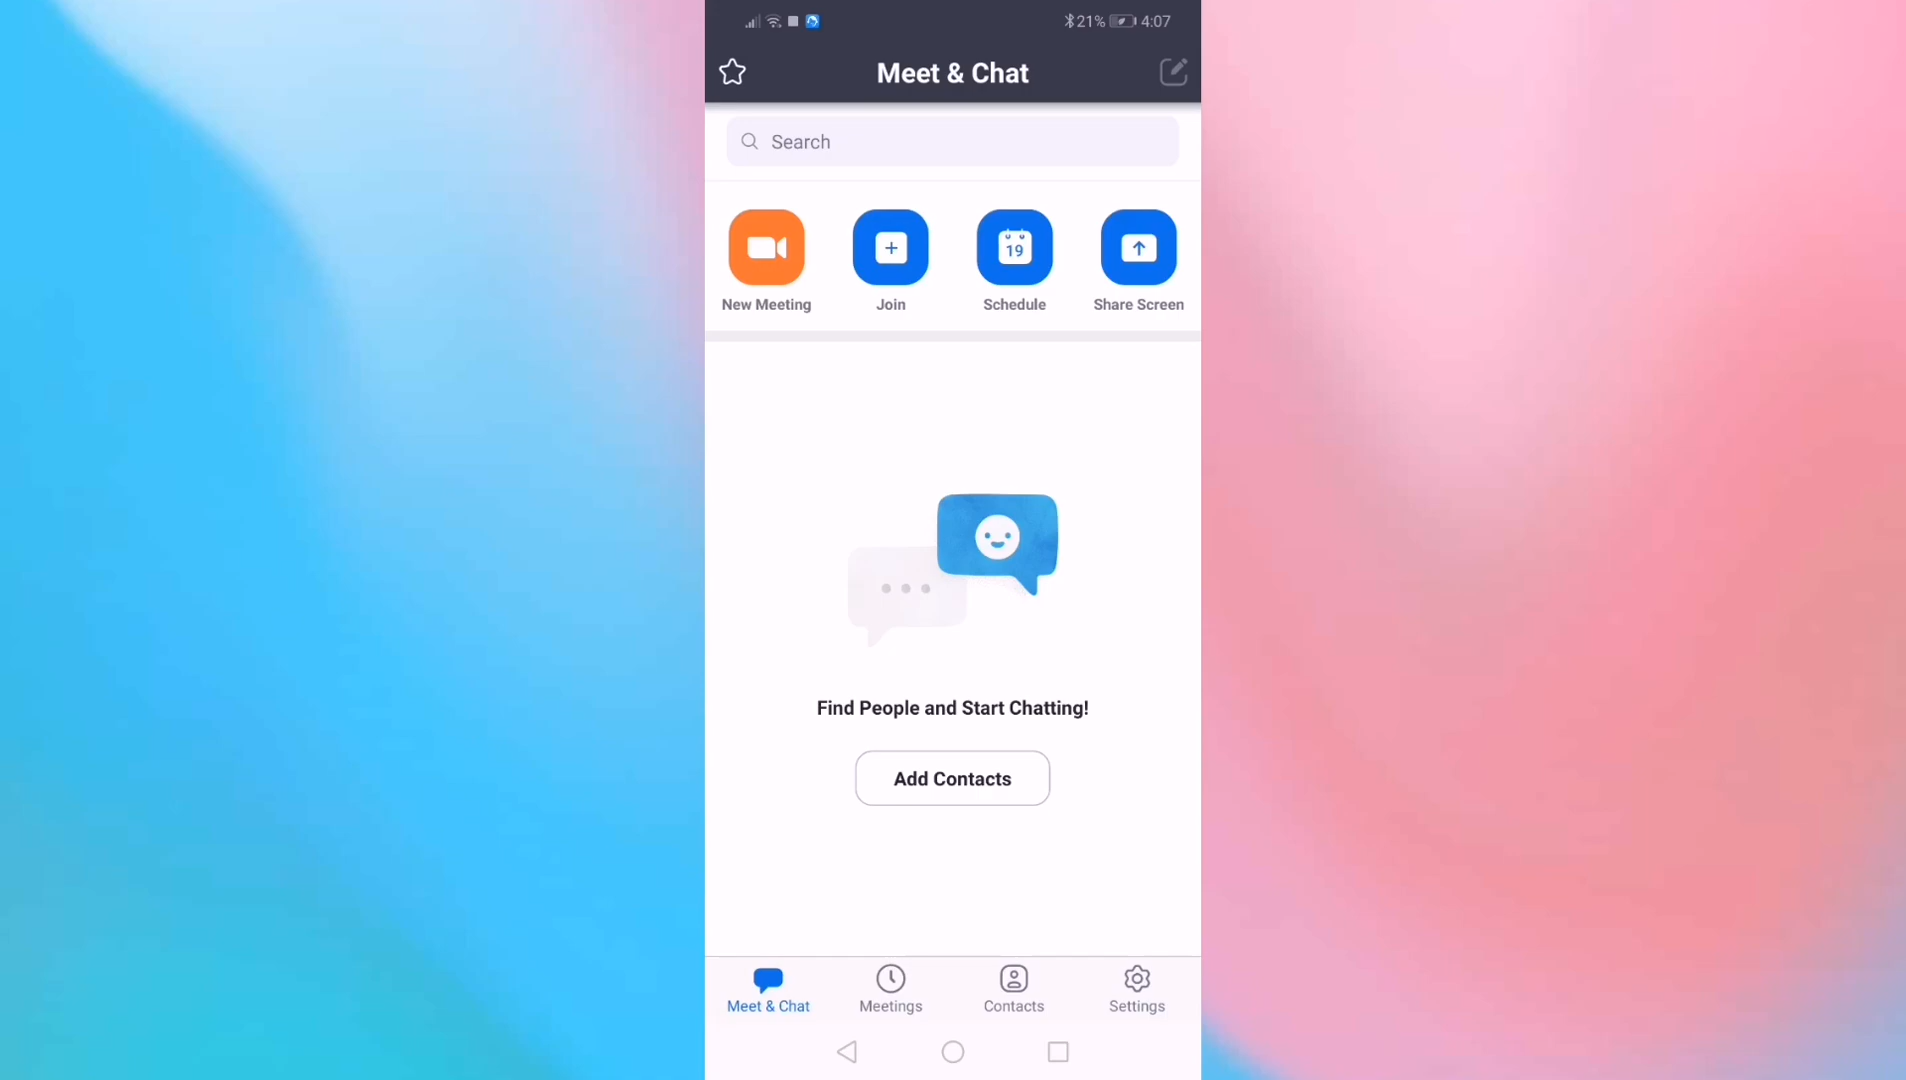 21% 4:07
Meet & Chat
Search
19
New Meeting Join Schedule Share Screen
Find People and Start Chatting!
Add Contacts
Meet & Chat Meetings Contacts Settings